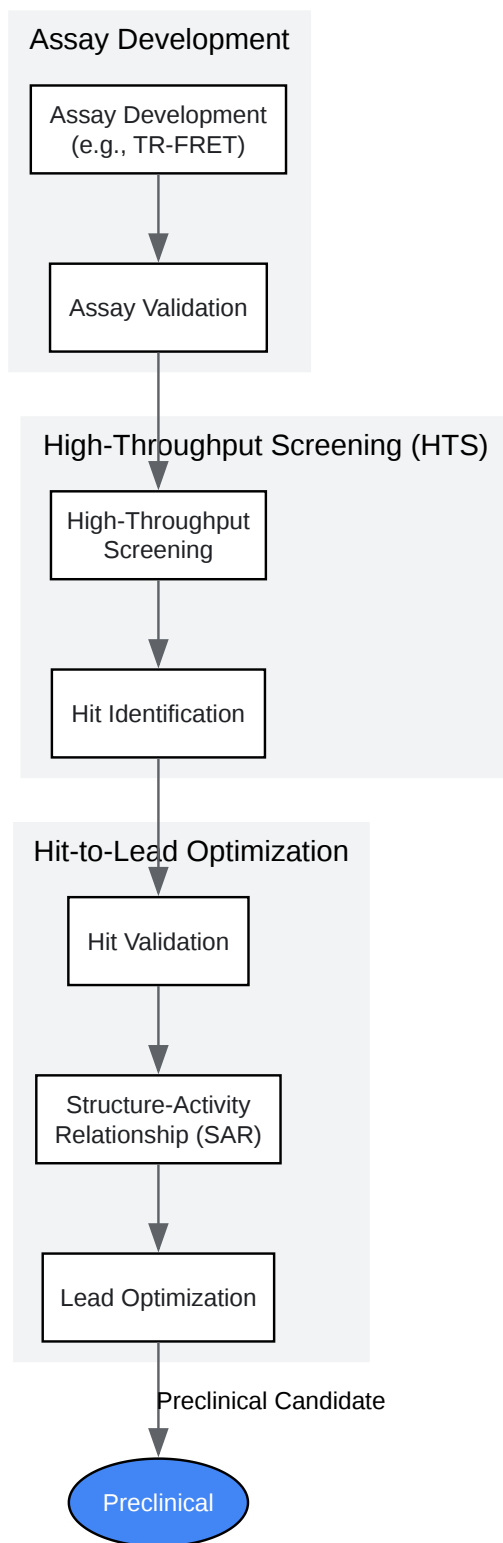 Assay Development
Assay Development
(e.g., TR-FRET)
Assay Validation
High-Throughput Screening (HTS)
High-Throughput
Screening
Hit Identification
Hit-to-Lead Optimization
Hit Validation
Structure-Activity
Relationship (SAR)
Lead Optimization
Preclinical Candidate
Preclinical